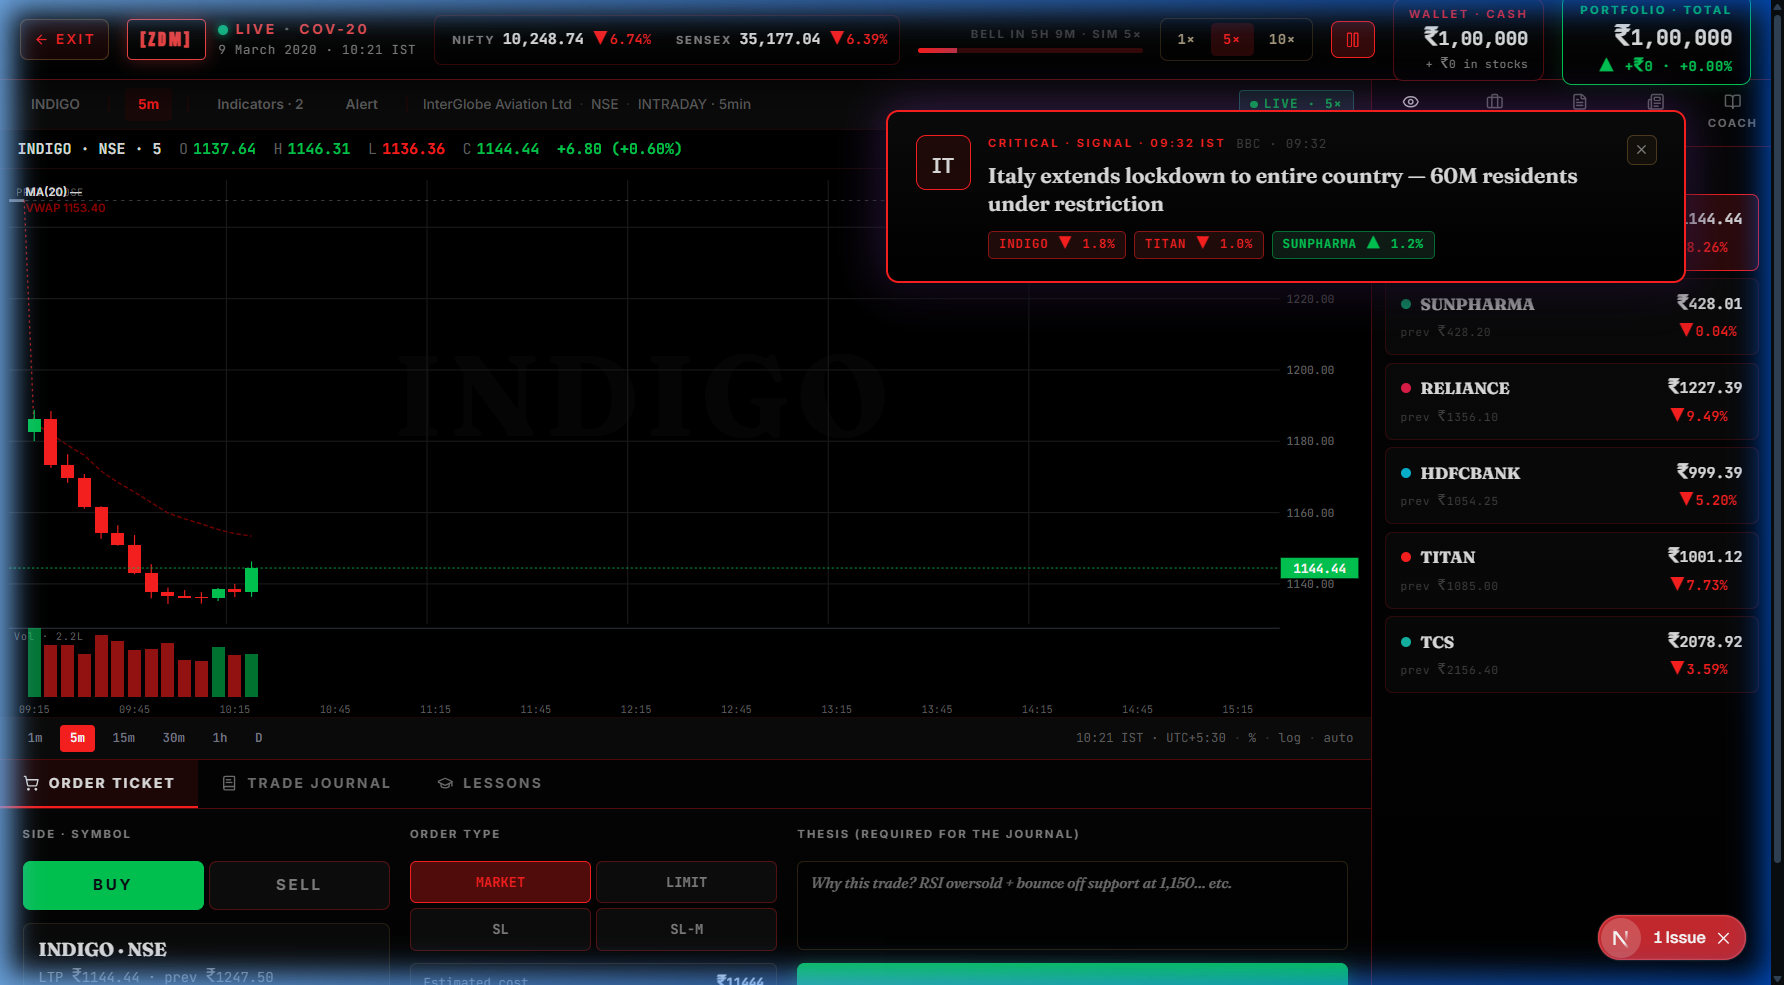 ← EXIT
[ZDM]
LIVE · COV-20
9 March 2020 · 10:21 IST
NIFTY 10,248.74 ▼6.74% SENSEX 35,177.04 ▼6.39%
BELL IN 5H 9M · SIM 5×
1× 5× 10×
WALLET · CASH
₹1,00,000
+ ₹0 in stocks
PORTFOLIO · TOTAL
₹1,00,000
▲ +₹0 · +0.00%
INDIGO 5m Indicators · 2 Alert InterGlobe Aviation Ltd · NSE · INTRADAY · 5min
LIVE · 5×
COACH
INDIGO · NSE · 5 O 1137.64 H 1146.31 L 1136.36 C 1144.44 +6.80 (+0.60%)
MA(20)
VWAP 1153.40
CRITICAL · SIGNAL · 09:32 IST BBC · 09:32
IT
Italy extends lockdown to entire country — 60M residents
under restriction
INDIGO ▼ 1.8% TITAN ▼ 1.0% SUNPHARMA ▲ 1.2%
144.44
8.26%
INDIGO
1220.00
1200.00
1180.00
1160.00
1144.44
1140.00
Vol · 2.2L
09:15 09:45 10:15 10:45 11:15 11:45 12:15 12:45 13:15 13:45 14:15 14:45 15:15
SUNPHARMA ₹428.01
prev ₹428.20 ▼0.04%
RELIANCE ₹1227.39
prev ₹1356.10 ▼9.49%
HDFCBANK ₹999.39
prev ₹1054.25 ▼5.20%
TITAN ₹1001.12
prev ₹1085.00 ▼7.73%
TCS ₹2078.92
prev ₹2156.40 ▼3.59%
1m 5m 15m 30m 1h D
10:21 IST · UTC+5:30 · % · log · auto
ORDER TICKET TRADE JOURNAL LESSONS
SIDE · SYMBOL
BUY SELL
INDIGO · NSE
LTP ₹1144.44 · prev ₹1247.50
ORDER TYPE
MARKET LIMIT
SL SL-M
Estimated cost ₹11444
THESIS (REQUIRED FOR THE JOURNAL)
Why this trade? RSI oversold + bounce off support at 1,150... etc.
N 1 Issue ×